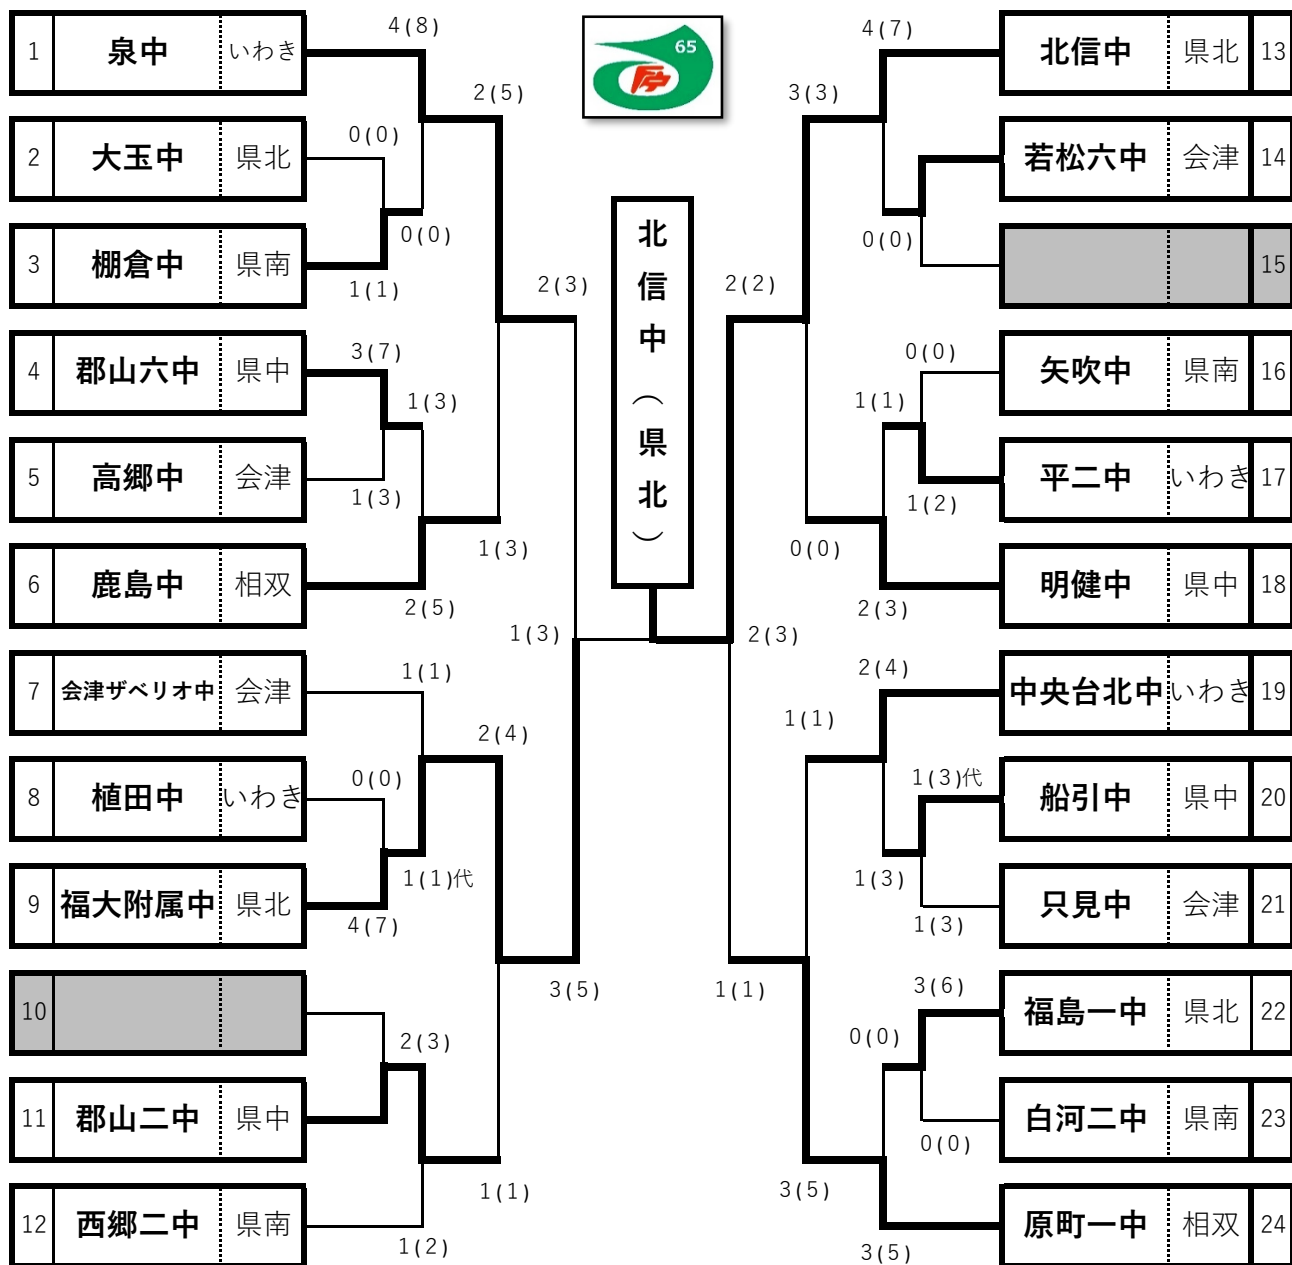 4(8)
4(7)
1 泉中 いわき
65
北信中 県北 13
2(5)
3(3)
0(0)
2 大玉中 県北
若松六中 会津 14
0(0)
0(0)
3 棚倉中 県南
15
1(1)
2(3)
2(2)
北信中（県北）
3(7)
0(0)
4 郡山六中 県中
矢吹中 県南 16
1(3)
1(1)
5 高郷中 会津
平二中 いわき 17
1(3)
1(2)
1(3)
0(0)
6 鹿島中 相双
明健中 県中 18
2(5)
2(3)
1(3)
2(3)
1(1)
2(4)
7 会津ザベリオ中 会津
中央台北中 いわき 19
2(4)
1(1)
0(0)
1(3)代
8 植田中 いわき
船引中 県中 20
1(1)代
1(3)
9 福大附属中 県北
只見中 会津 21
4(7)
1(3)
3(5)
1(1)
3(6)
10
福島一中 県北 22
2(3)
0(0)
11 郡山二中 県中
白河二中 県南 23
0(0)
1(1)
3(5)
12 西郷二中 県南
原町一中 相双 24
1(2)
3(5)